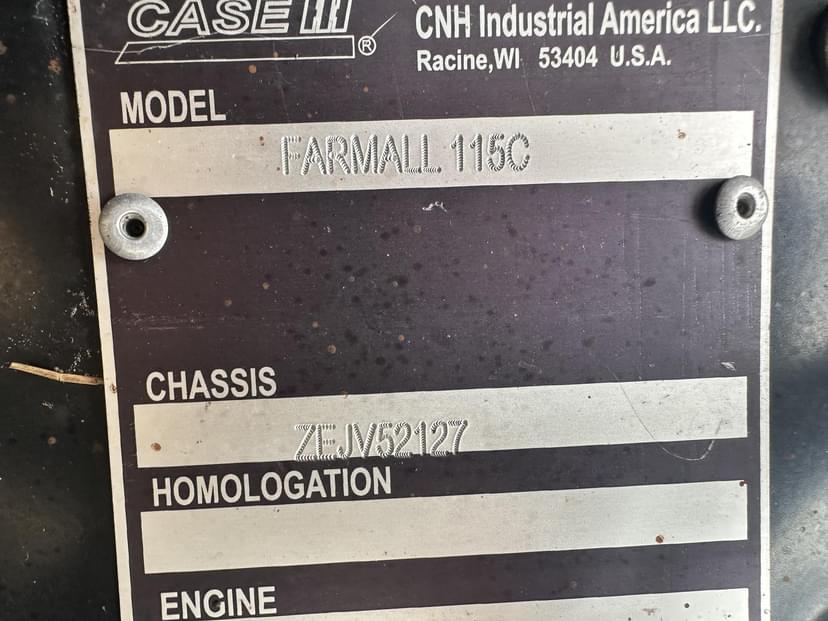 CASE IH®
CNH Industrial America LLC.
Racine,WI 53404 U.S.A.
MODEL
FARMALL 115C
CHASSIS
ZEJV52127
HOMOLOGATION
ENGINE